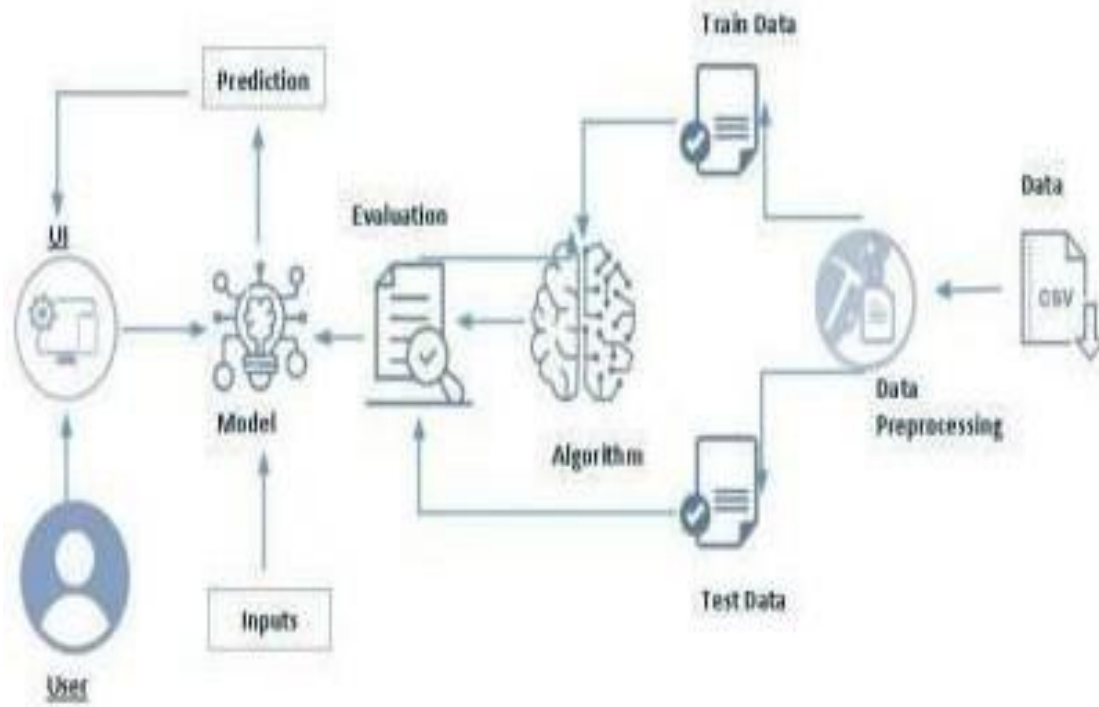 Train Data
Prediction
Data
Evaluation
UI
CSV
Data
Preprocessing
Model
Algorithm
Test Data
Inputs
User